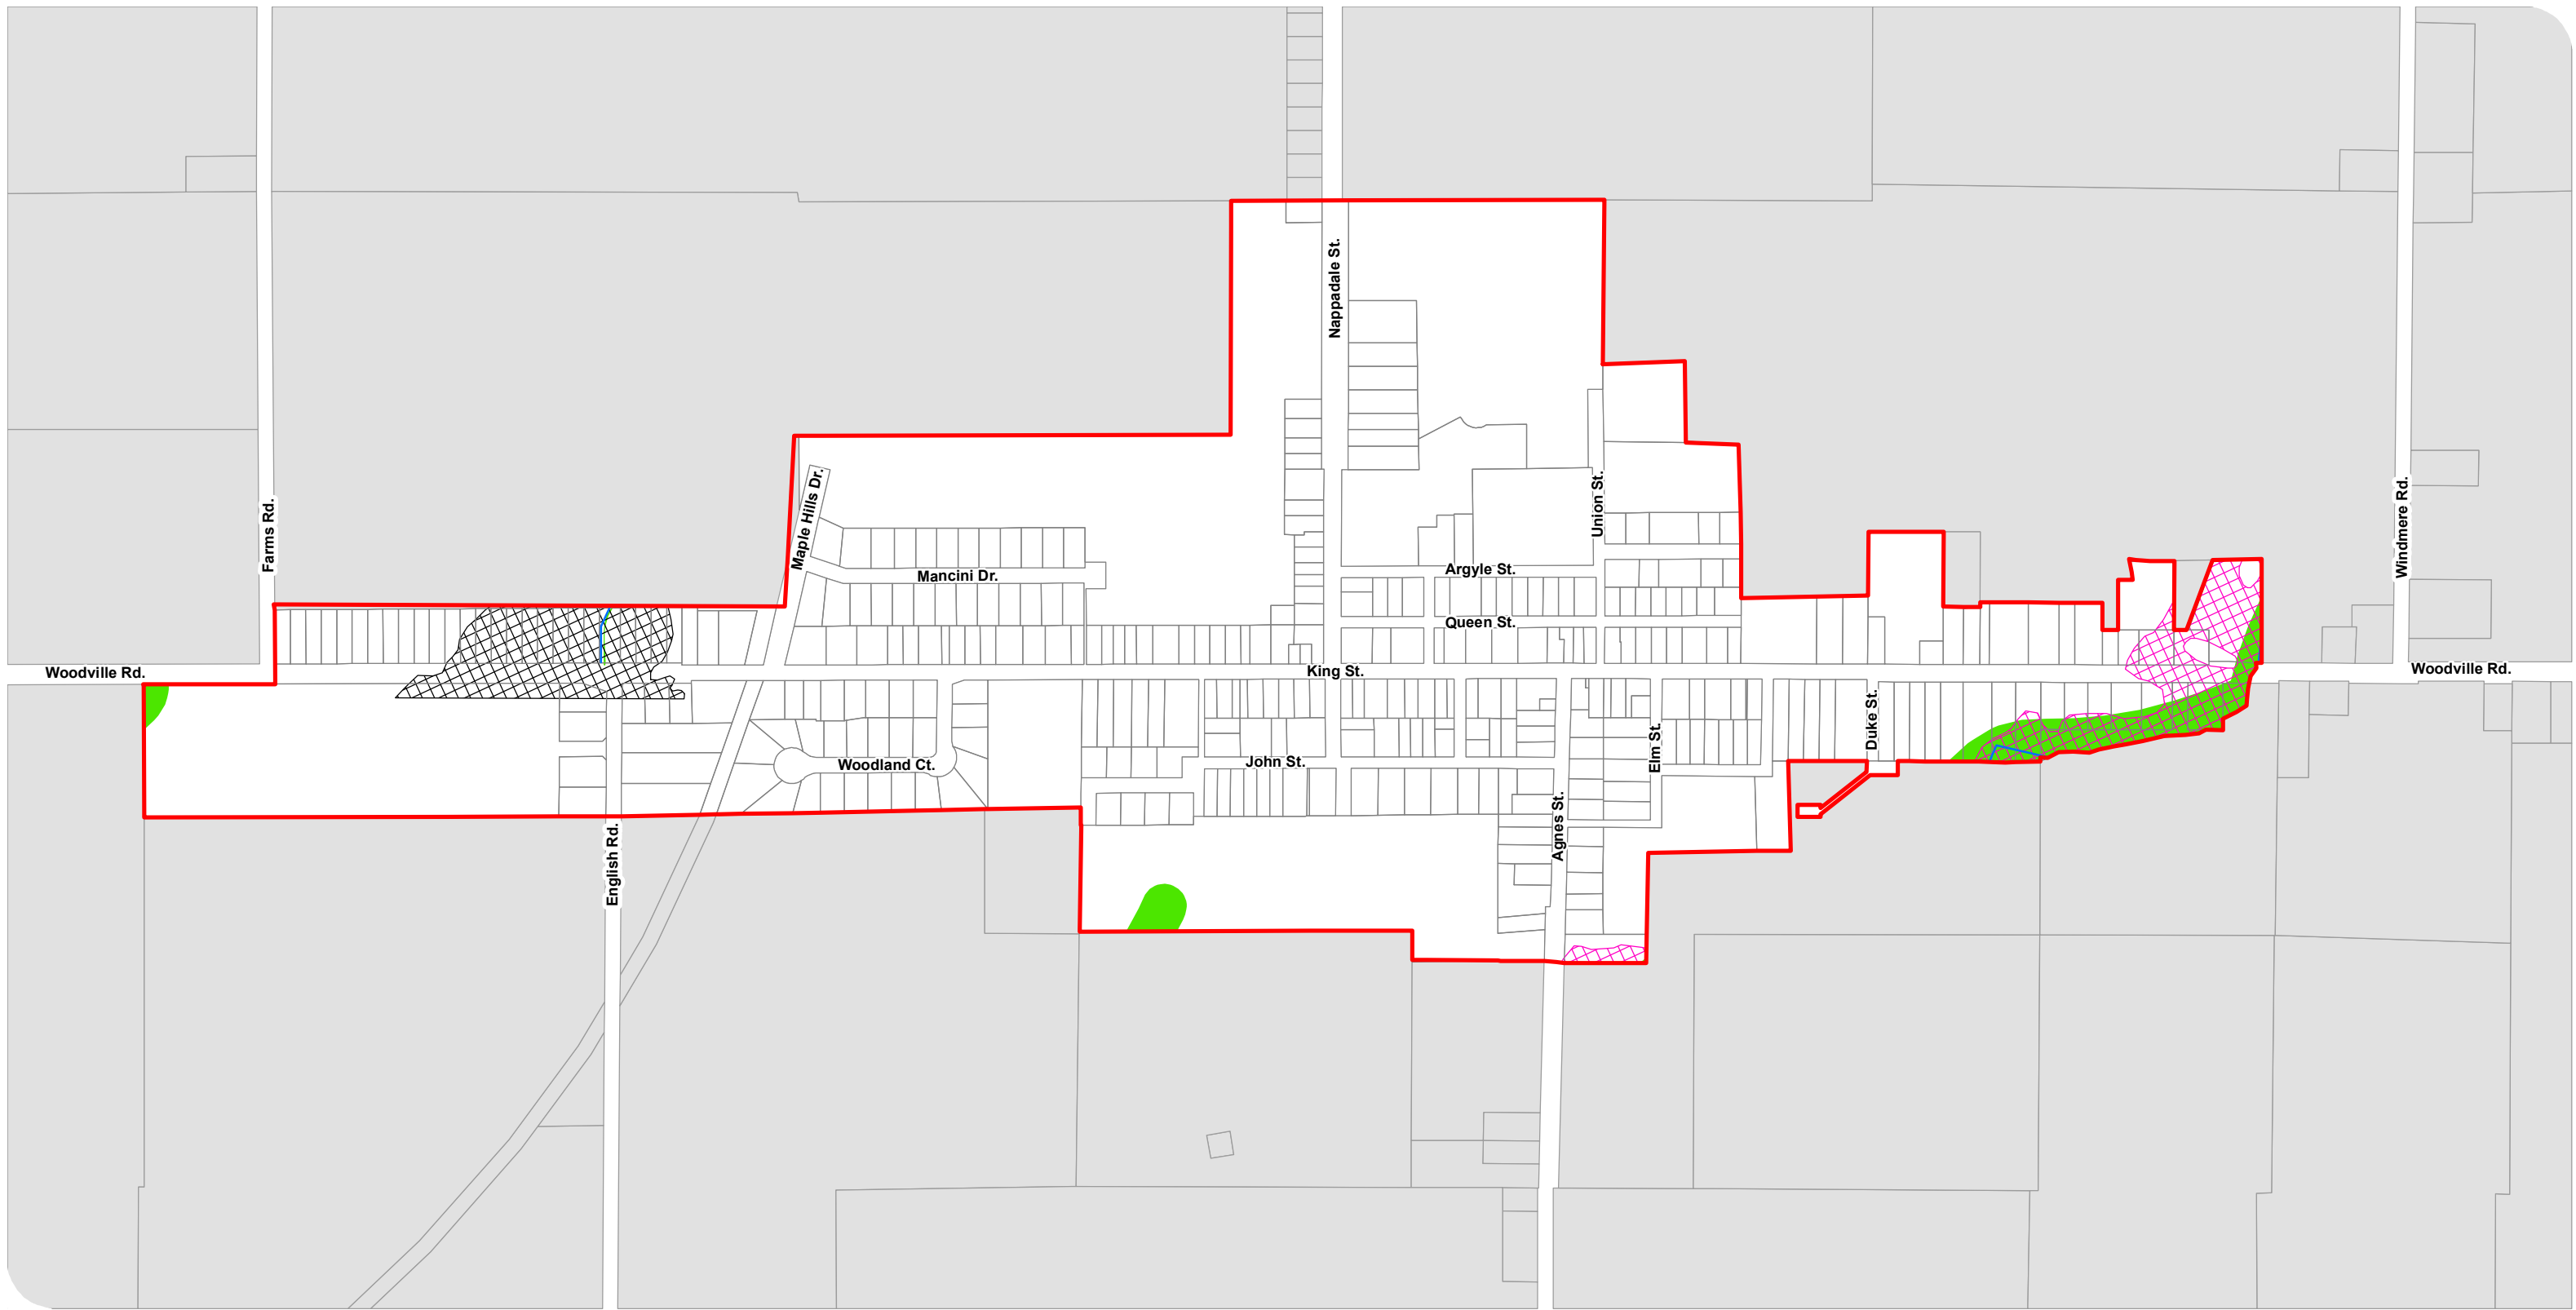 Nappadale St.
Farms Rd.
Maple Hills Dr.
Union St.
Windmere Rd.
Mancini Dr.
Argyle St.
Queen St.
Woodville Rd.
King St.
Woodville Rd.
Duke St.
Elm St.
Woodland Ct.
John St.
Agnes St.
English Rd.